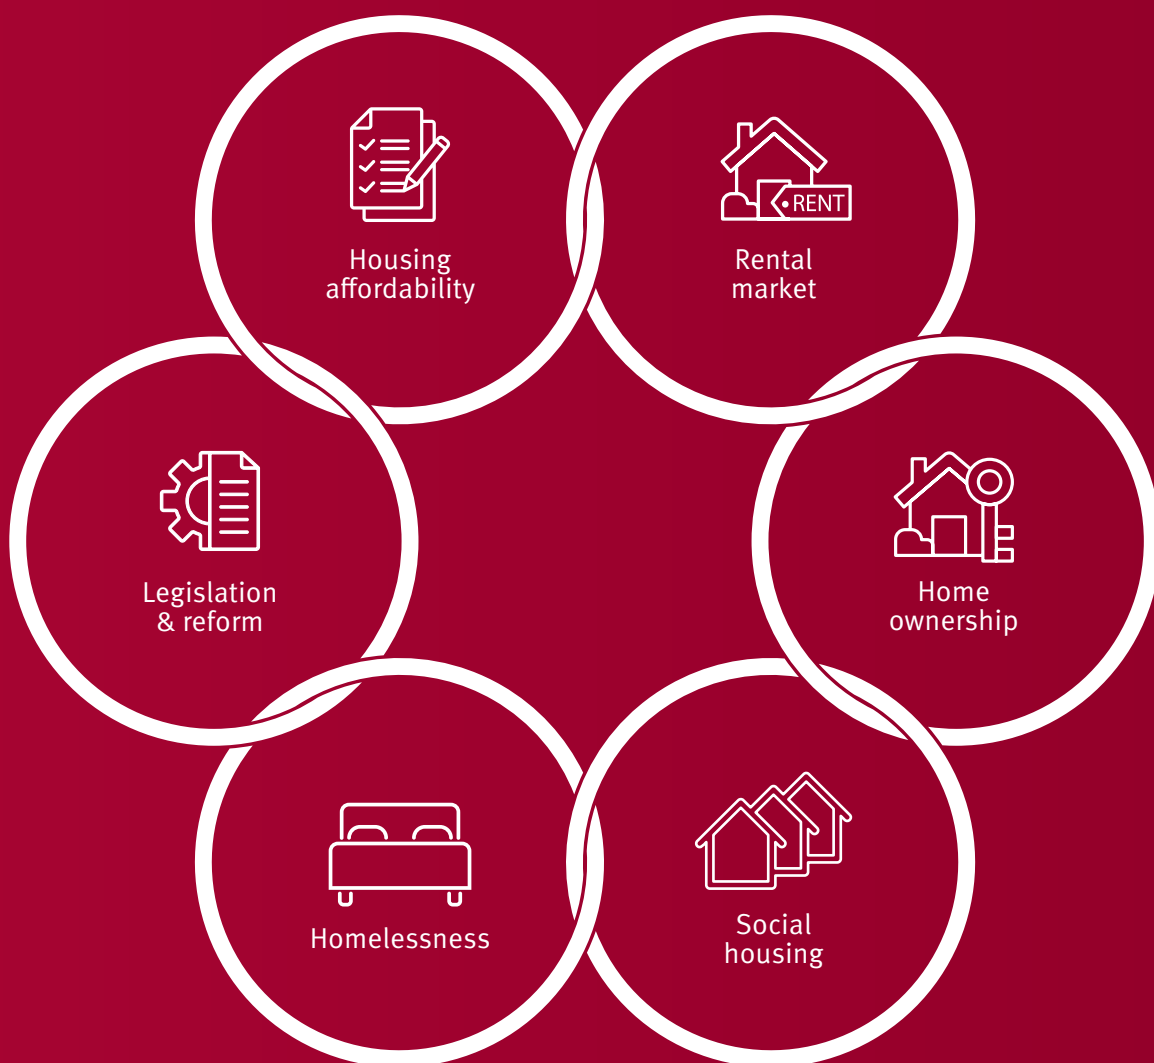 Housing
affordability
RENT
Rental
market
Legislation
& reform
Home
ownership
Homelessness
Social
housing